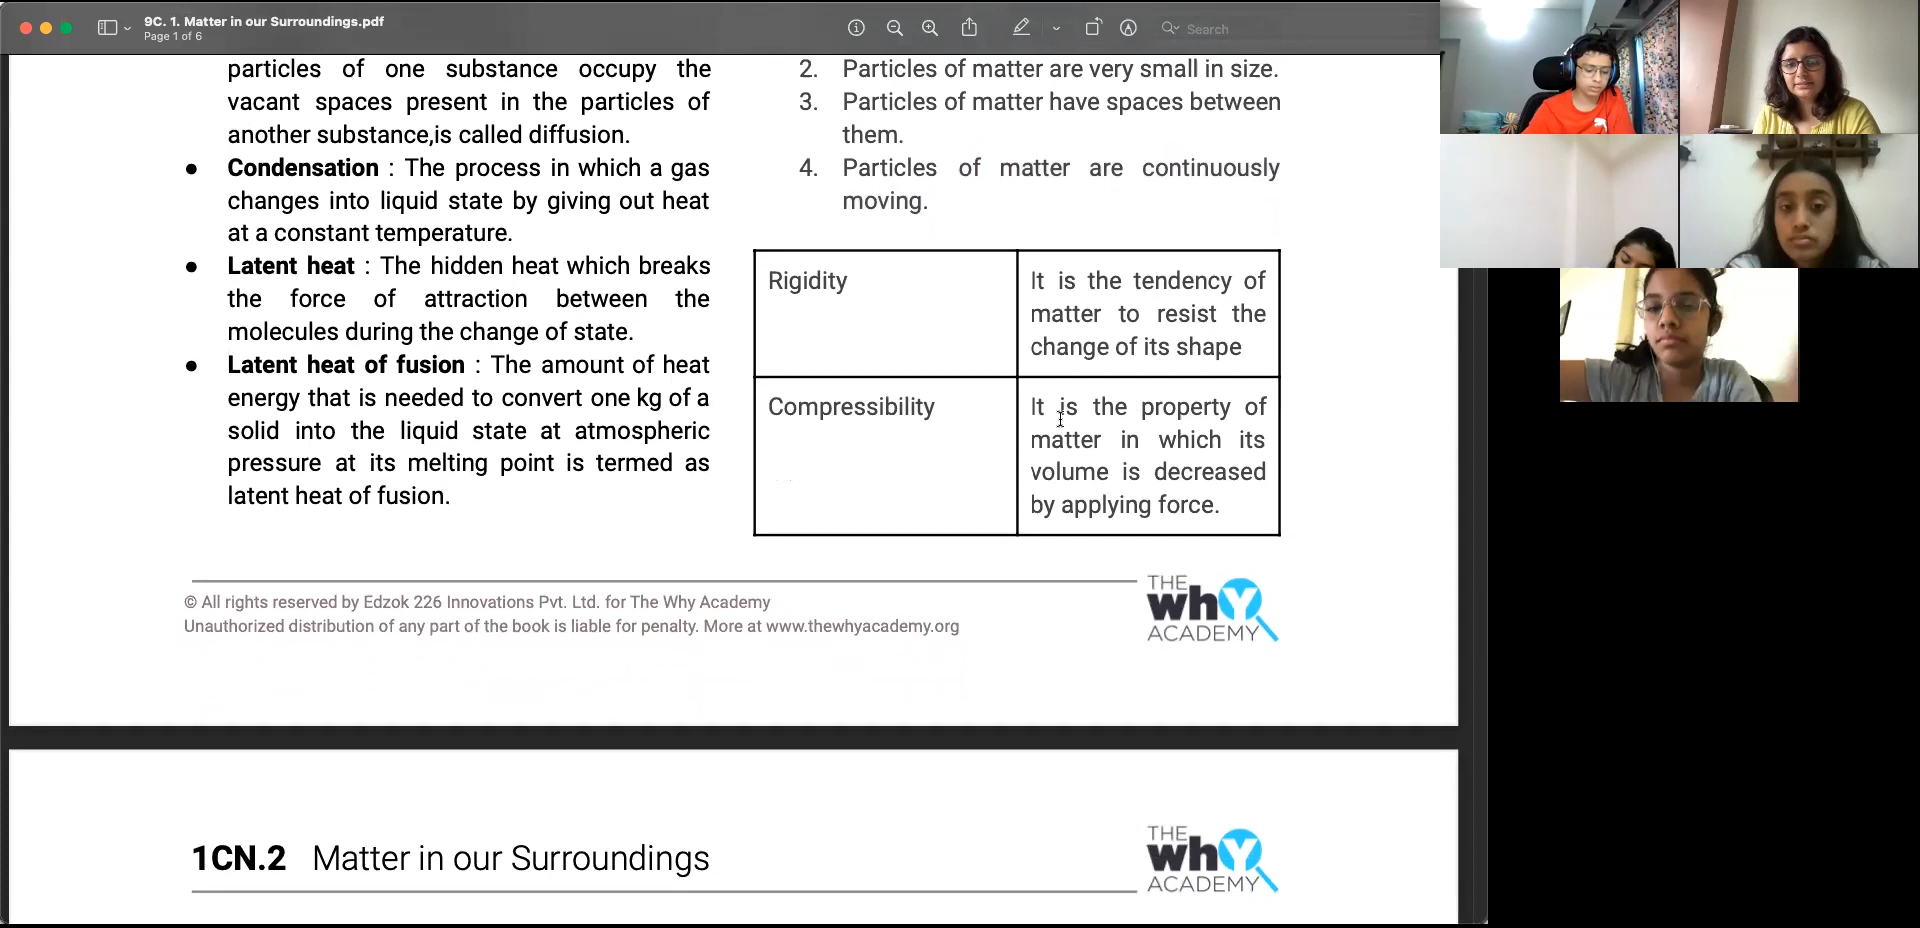 9C. 1. Matter in our Surroundings.pdf
Page 1 of 6
Search
particles of one substance occupy the
vacant spaces present in the particles of
another substance,is called diffusion.
● Condensation : The process in which a gas
changes into liquid state by giving out heat
at a constant temperature.
● Latent heat : The hidden heat which breaks
the force of attraction between the
molecules during the change of state.
● Latent heat of fusion : The amount of heat
energy that is needed to convert one kg of a
solid into the liquid state at atmospheric
pressure at its melting point is termed as
latent heat of fusion.
2. Particles of matter are very small in size.
3. Particles of matter have spaces between
them.
4. Particles of matter are continuously
moving.
Rigidity
It is the tendency of
matter to resist the
change of its shape
Compressibility
It is the property of
matter in which its
volume is decreased
by applying force.
© All rights reserved by Edzok 226 Innovations Pvt. Ltd. for The Why Academy
Unauthorized distribution of any part of the book is liable for penalty. More at www.thewhyacademy.org
THE
whY
ACADEMY
1CN.2 Matter in our Surroundings
THE
whY
ACADEMY